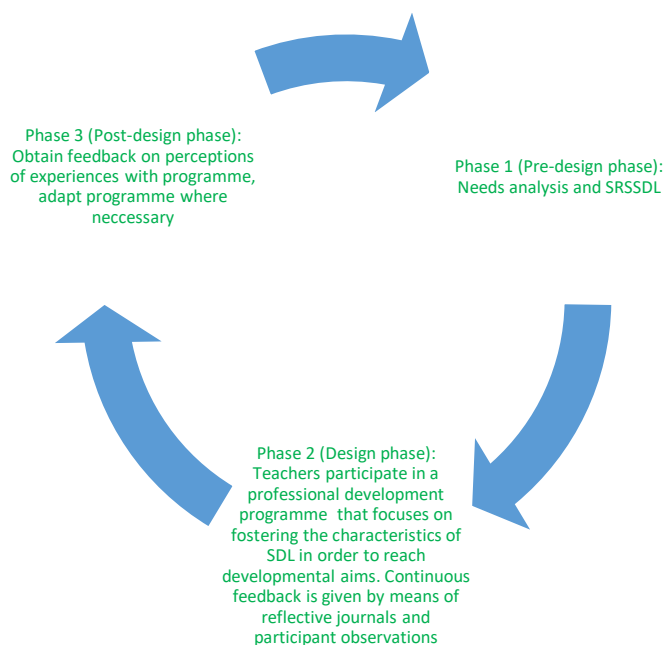 Phase 3 (Post-design phase):
Obtain feedback on perceptions
of experiences with programme,
adapt programme where
neccessary
Phase 1 (Pre-design phase):
Needs analysis and SRSSDL
Phase 2 (Design phase):
Teachers participate in a
professional development
programme that focuses on
fostering the characteristics of
SDL in order to reach
developmental aims. Continuous
feedback is given by means of
reflective journals and
participant observations